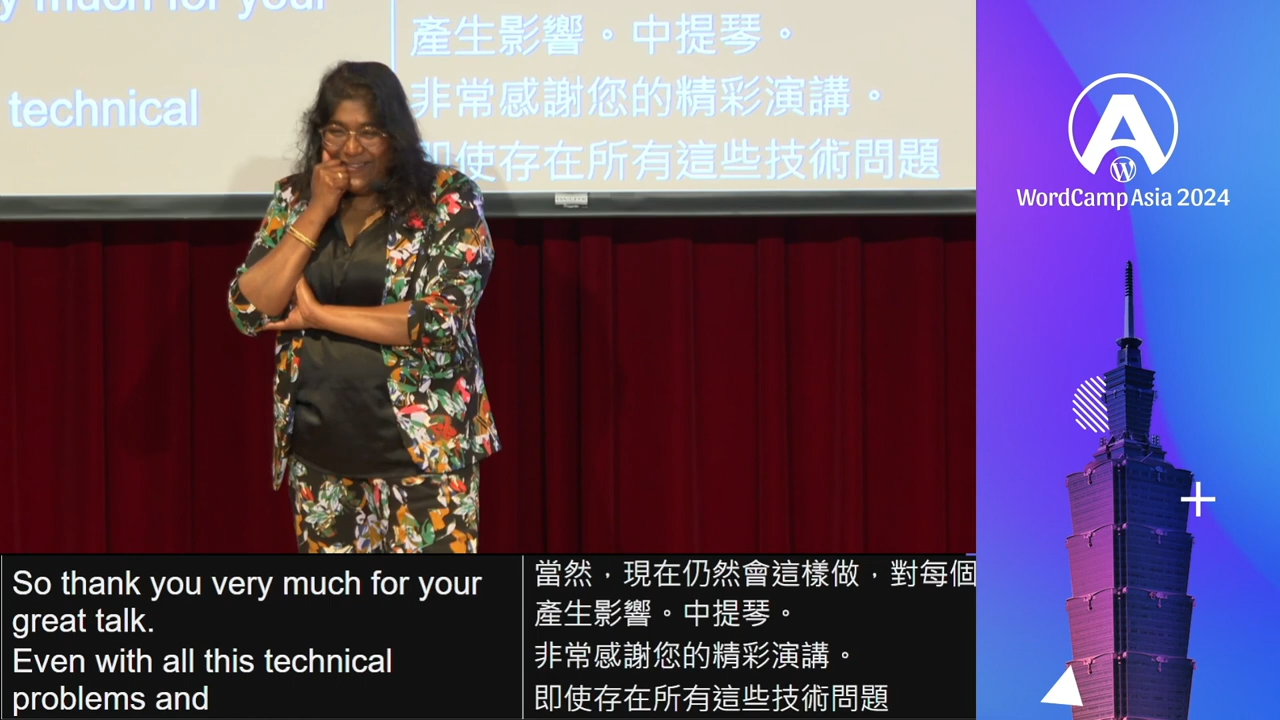 much for your
technical
產生影響。中提琴。
非常感謝您的精彩演講。
即使存在所有這些技術問題
WordCamp Asia 2024
So thank you very much for your
great talk.
Even with all this technical
problems and
當然，現在仍然會這樣做，對每個
產生影響。中提琴。
非常感謝您的精彩演講。
即使存在所有這些技術問題